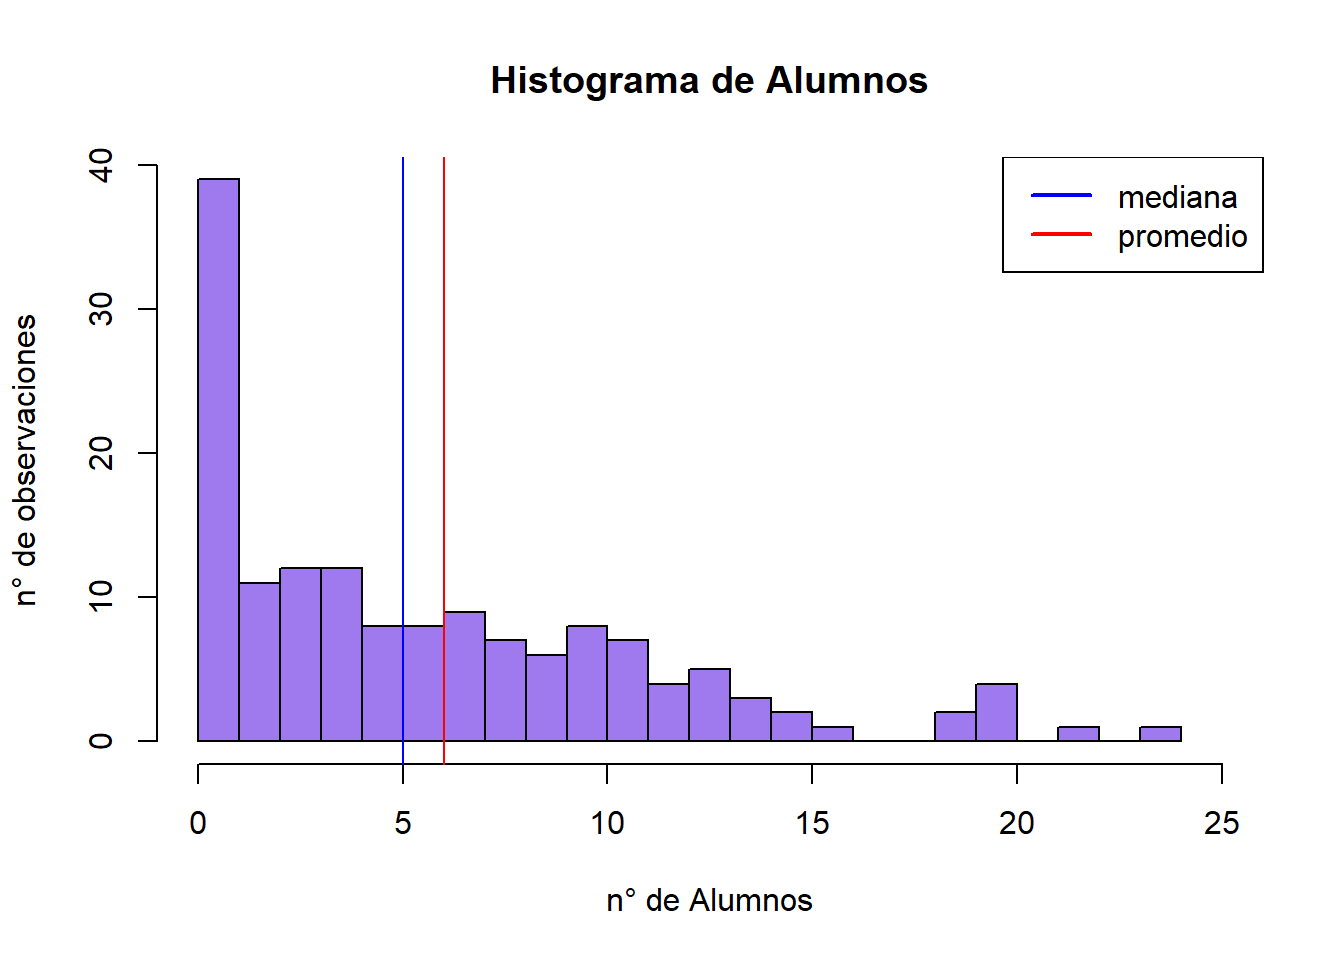 Histograma de Alumnos
mediana
promedio
n° de observaciones
40
30
20
10
0
0 5 10 15 20 25
n° de Alumnos